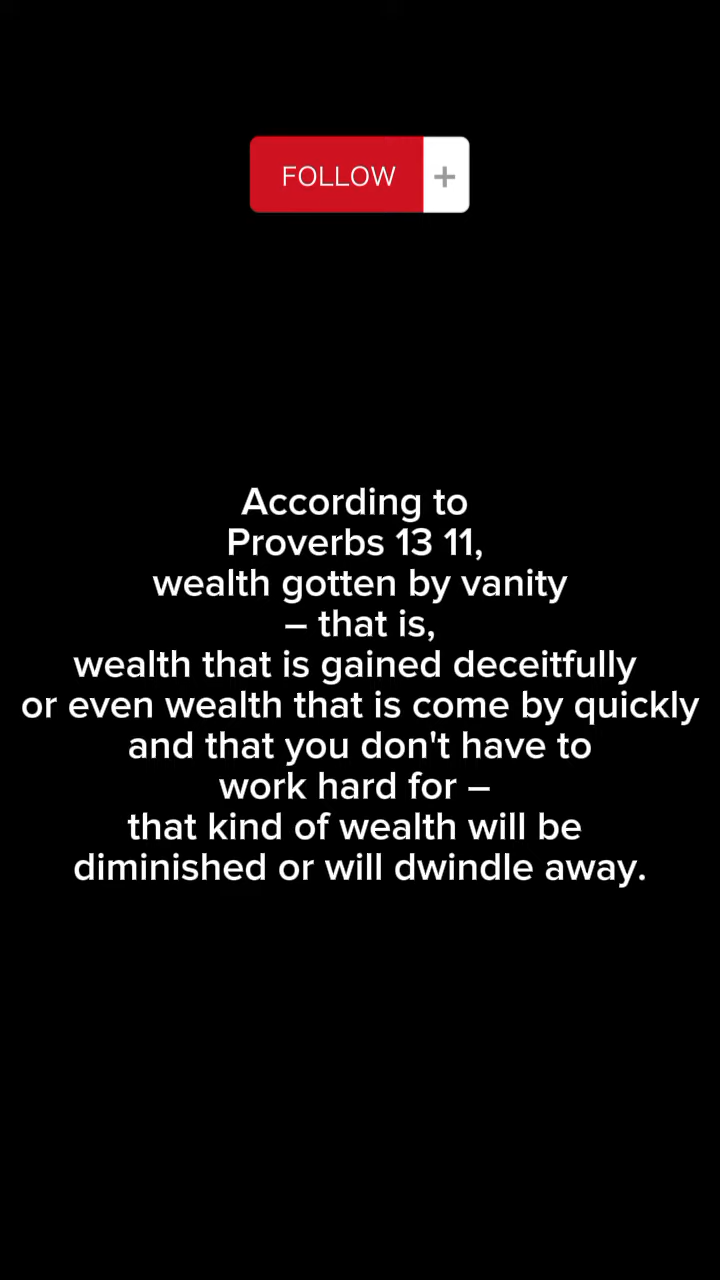 FOLLOW +
According to
Proverbs 13 11,
wealth gotten by vanity
– that is,
wealth that is gained deceitfully
or even wealth that is come by quickly
and that you don't have to
work hard for –
that kind of wealth will be
diminished or will dwindle away.